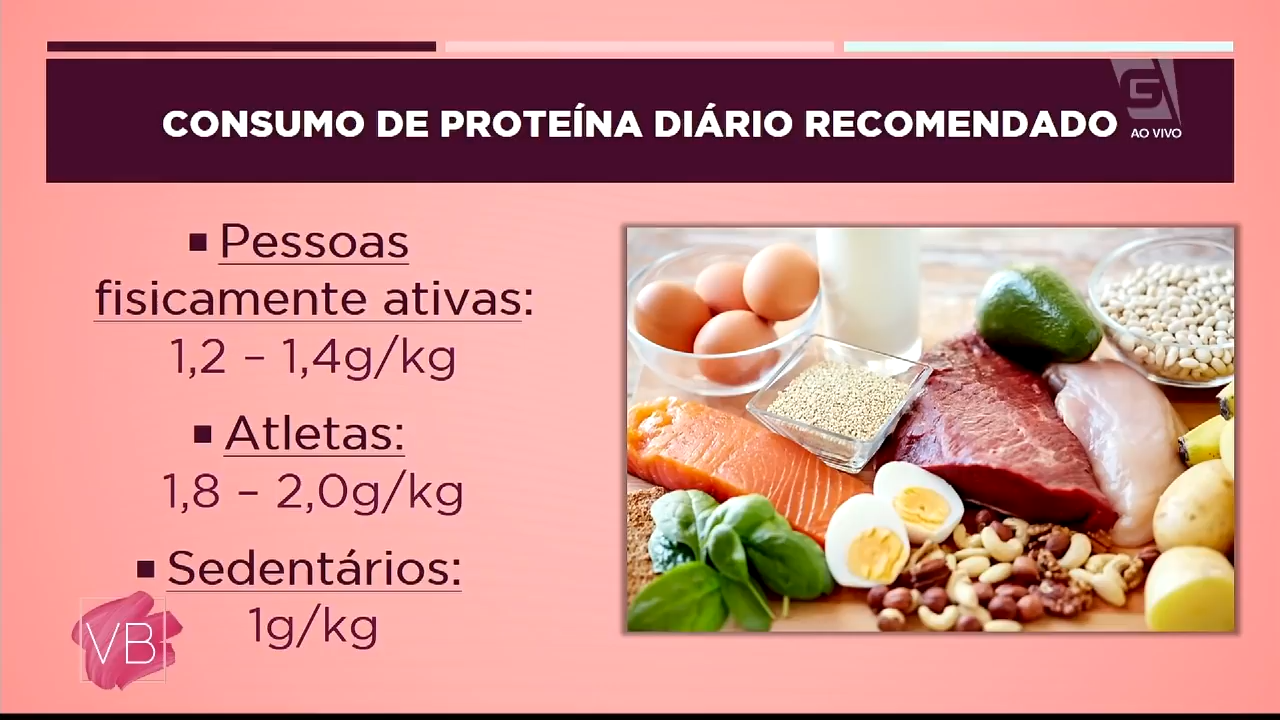 CONSUMO DE PROTEÍNA DIÁRIO RECOMENDADO
AO VIVO
▪ Pessoas
fisicamente ativas:
1,2 – 1,4g/kg
▪ Atletas:
1,8 – 2,0g/kg
▪ Sedentários:
1g/kg
VB